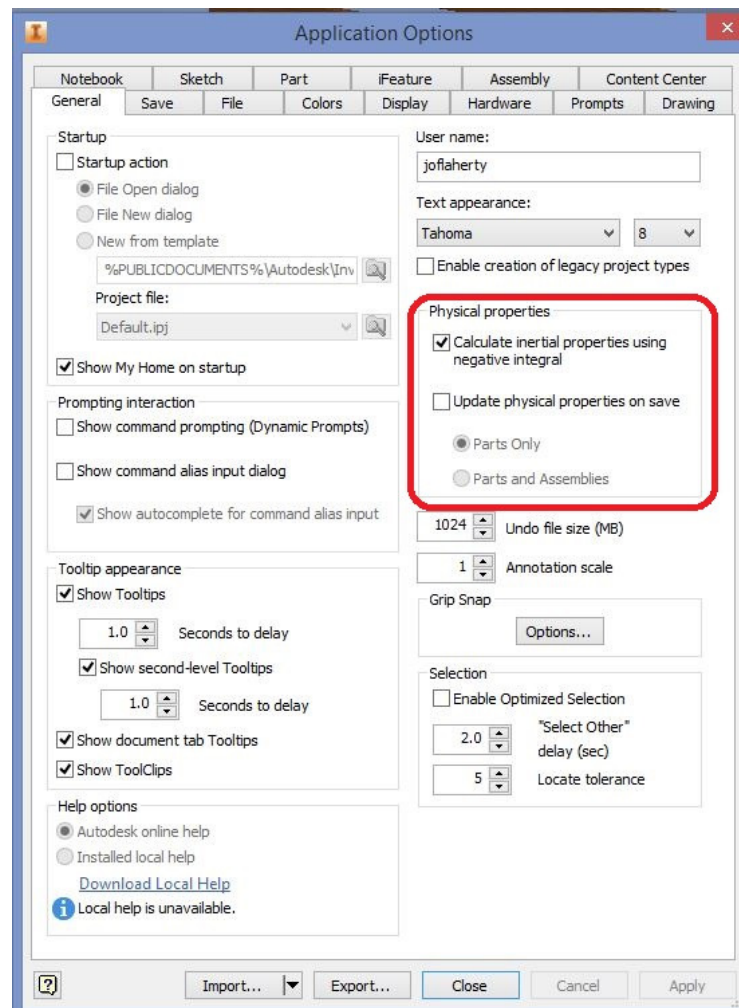 I
Application Options
Notebook Sketch Part iFeature Assembly Content Center
General Save File Colors Display Hardware Prompts Drawing
Startup
Startup action
File Open dialog
File New dialog
New from template
%PUBLICDOCUMENTS%\Autodesk\Inv
Project file:
Default.ipj
Show My Home on startup
Prompting interaction
Show command prompting (Dynamic Prompts)
Show command alias input dialog
Show autocomplete for command alias input
Tooltip appearance
Show Tooltips
1.0 Seconds to delay
Show second-level Tooltips
1.0 Seconds to delay
Show document tab Tooltips
Show ToolClips
Help options
Autodesk online help
Installed local help
Download Local Help
Local help is unavailable.
User name:
joflaherty
Text appearance:
Tahoma 8
Enable creation of legacy project types
Physical properties
Calculate inertial properties using
negative integral
Update physical properties on save
Parts Only
Parts and Assemblies
1024 Undo file size (MB)
1 Annotation scale
Grip Snap
Options...
Selection
Enable Optimized Selection
2.0 "Select Other"
delay (sec)
5 Locate tolerance
? Import... Export... Close Cancel Apply